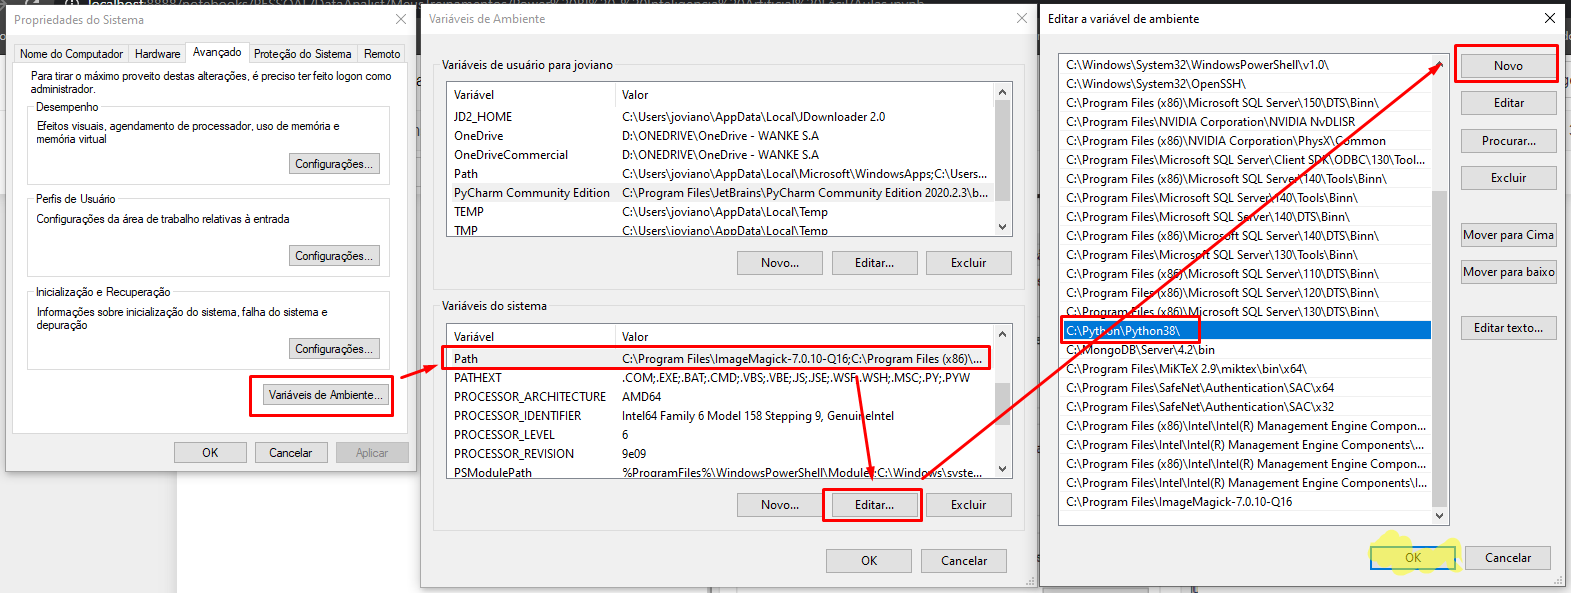 Propriedades do Sistema
Nome do Computador
Hardware
Avançado
Proteção do Sistema
Remoto
Para tirar o máximo proveito destas alterações, é preciso ter feito logon como
administrador.
Desempenho
Efeitos visuais, agendamento de processador, uso de memória e
memória virtual
Configurações...
Perfis de Usuário
Configurações da área de trabalho relativas à entrada
Configurações...
Inicialização e Recuperação
Informações sobre inicialização do sistema, falha do sistema e
depuração
Configurações...
Variáveis de Ambiente...
OK
Cancelar
Aplicar
Variáveis de Ambiente
Variáveis de usuário para joviano
Variável Valor
JD2_HOME C:\Users\joviano\AppData\Local\JDownloader 2.0
OneDrive D:\ONEDRIVE\OneDrive - WANKE S.A
OneDriveCommercial D:\ONEDRIVE\OneDrive - WANKE S.A
Path C:\Users\joviano\AppData\Local\Microsoft\WindowsApps;C:\Users...
PyCharm Community Edition C:\Program Files\JetBrains\PyCharm Community Edition 2020.2.3\b...
TEMP C:\Users\joviano\AppData\Local\Temp
TMP C:\Users\joviano\AppData\Local\Temp
Novo...
Editar...
Excluir
Variáveis do sistema
Variável Valor
Path C:\Program Files\ImageMagick-7.0.10-Q16;C:\Program Files (x86)\...
PATHEXT .COM;.EXE;.BAT;.CMD;.VBS;.VBE;.JS;.JSE;.WSF;.WSH;.MSC;.PY;.PYW
PROCESSOR_ARCHITECTURE AMD64
PROCESSOR_IDENTIFIER Intel64 Family 6 Model 158 Stepping 9, GenuineIntel
PROCESSOR_LEVEL 6
PROCESSOR_REVISION 9e09
PSModulePath %ProgramFiles%\WindowsPowerShell\Modules;C:\Windows\syste...
Novo...
Editar...
Excluir
OK
Cancelar
Editar a variável de ambiente
C:\Windows\System32\WindowsPowerShell\v1.0\
C:\Windows\System32\OpenSSH\
C:\Program Files (x86)\Microsoft SQL Server\150\DTS\Binn\
C:\Program Files\NVIDIA Corporation\NVIDIA NvDLISR
C:\Program Files (x86)\NVIDIA Corporation\PhysX\Common
C:\Program Files\Microsoft SQL Server\Client SDK\ODBC\130\Tool...
C:\Program Files (x86)\Microsoft SQL Server\140\Tools\Binn\
C:\Program Files\Microsoft SQL Server\140\Tools\Binn\
C:\Program Files\Microsoft SQL Server\140\DTS\Binn\
C:\Program Files (x86)\Microsoft SQL Server\140\DTS\Binn\
C:\Program Files\Microsoft SQL Server\130\Tools\Binn\
C:\Program Files (x86)\Microsoft SQL Server\110\DTS\Binn\
C:\Program Files (x86)\Microsoft SQL Server\120\DTS\Binn\
C:\Program Files (x86)\Microsoft SQL Server\130\DTS\Binn\
C:\Python\Python38\
C:\MongoDB\Server\4.2\bin
C:\Program Files\MiKTeX 2.9\miktex\bin\x64\
C:\Program Files\SafeNet\Authentication\SAC\x64
C:\Program Files\SafeNet\Authentication\SAC\x32
C:\Program Files (x86)\Intel\Intel(R) Management Engine Compon...
C:\Program Files\Intel\Intel(R) Management Engine Components\...
C:\Program Files (x86)\Intel\Intel(R) Management Engine Compon...
C:\Program Files\Intel\Intel(R) Management Engine Components\I...
C:\Program Files\ImageMagick-7.0.10-Q16
Novo
Editar
Procurar...
Excluir
Mover para Cima
Mover para baixo
Editar texto...
OK
Cancelar